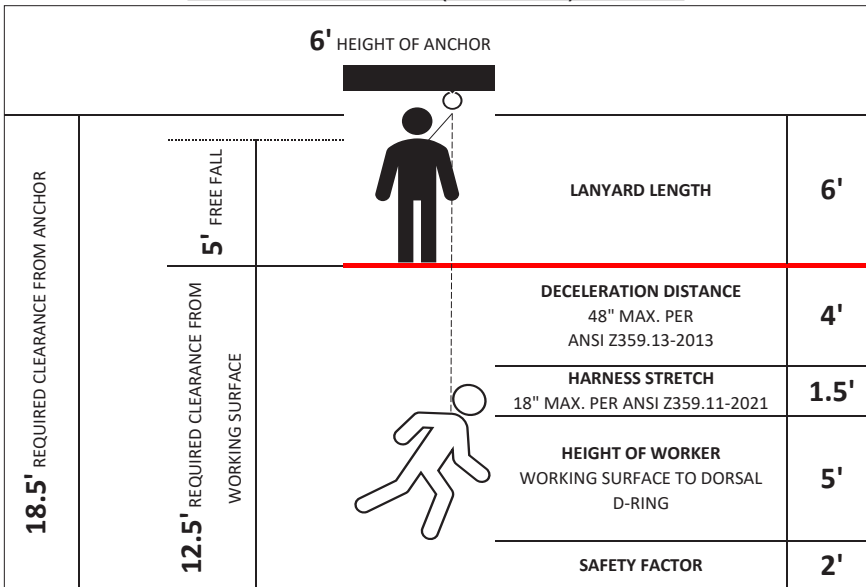 6' HEIGHT OF ANCHOR
18.5' REQUIRED CLEARANCE FROM ANCHOR
5' FREE FALL
12.5' REQUIRED CLEARANCE FROM
WORKING SURFACE
LANYARD LENGTH
6'
DECELERATION DISTANCE
48" MAX. PER
ANSI Z359.13-2013
4'
HARNESS STRETCH
18" MAX. PER ANSI Z359.11-2021
1.5'
HEIGHT OF WORKER
WORKING SURFACE TO DORSAL
D-RING
5'
SAFETY FACTOR
2'